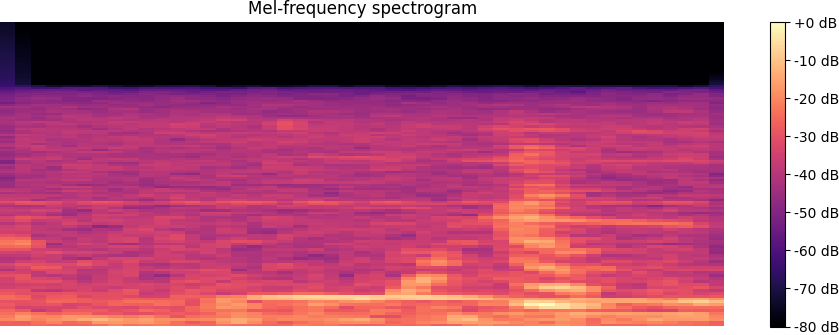 Mel-frequency spectrogram
+0 dB
-10 dB
-20 dB
-30 dB
-40 dB
-50 dB
-60 dB
-70 dB
-80 dB